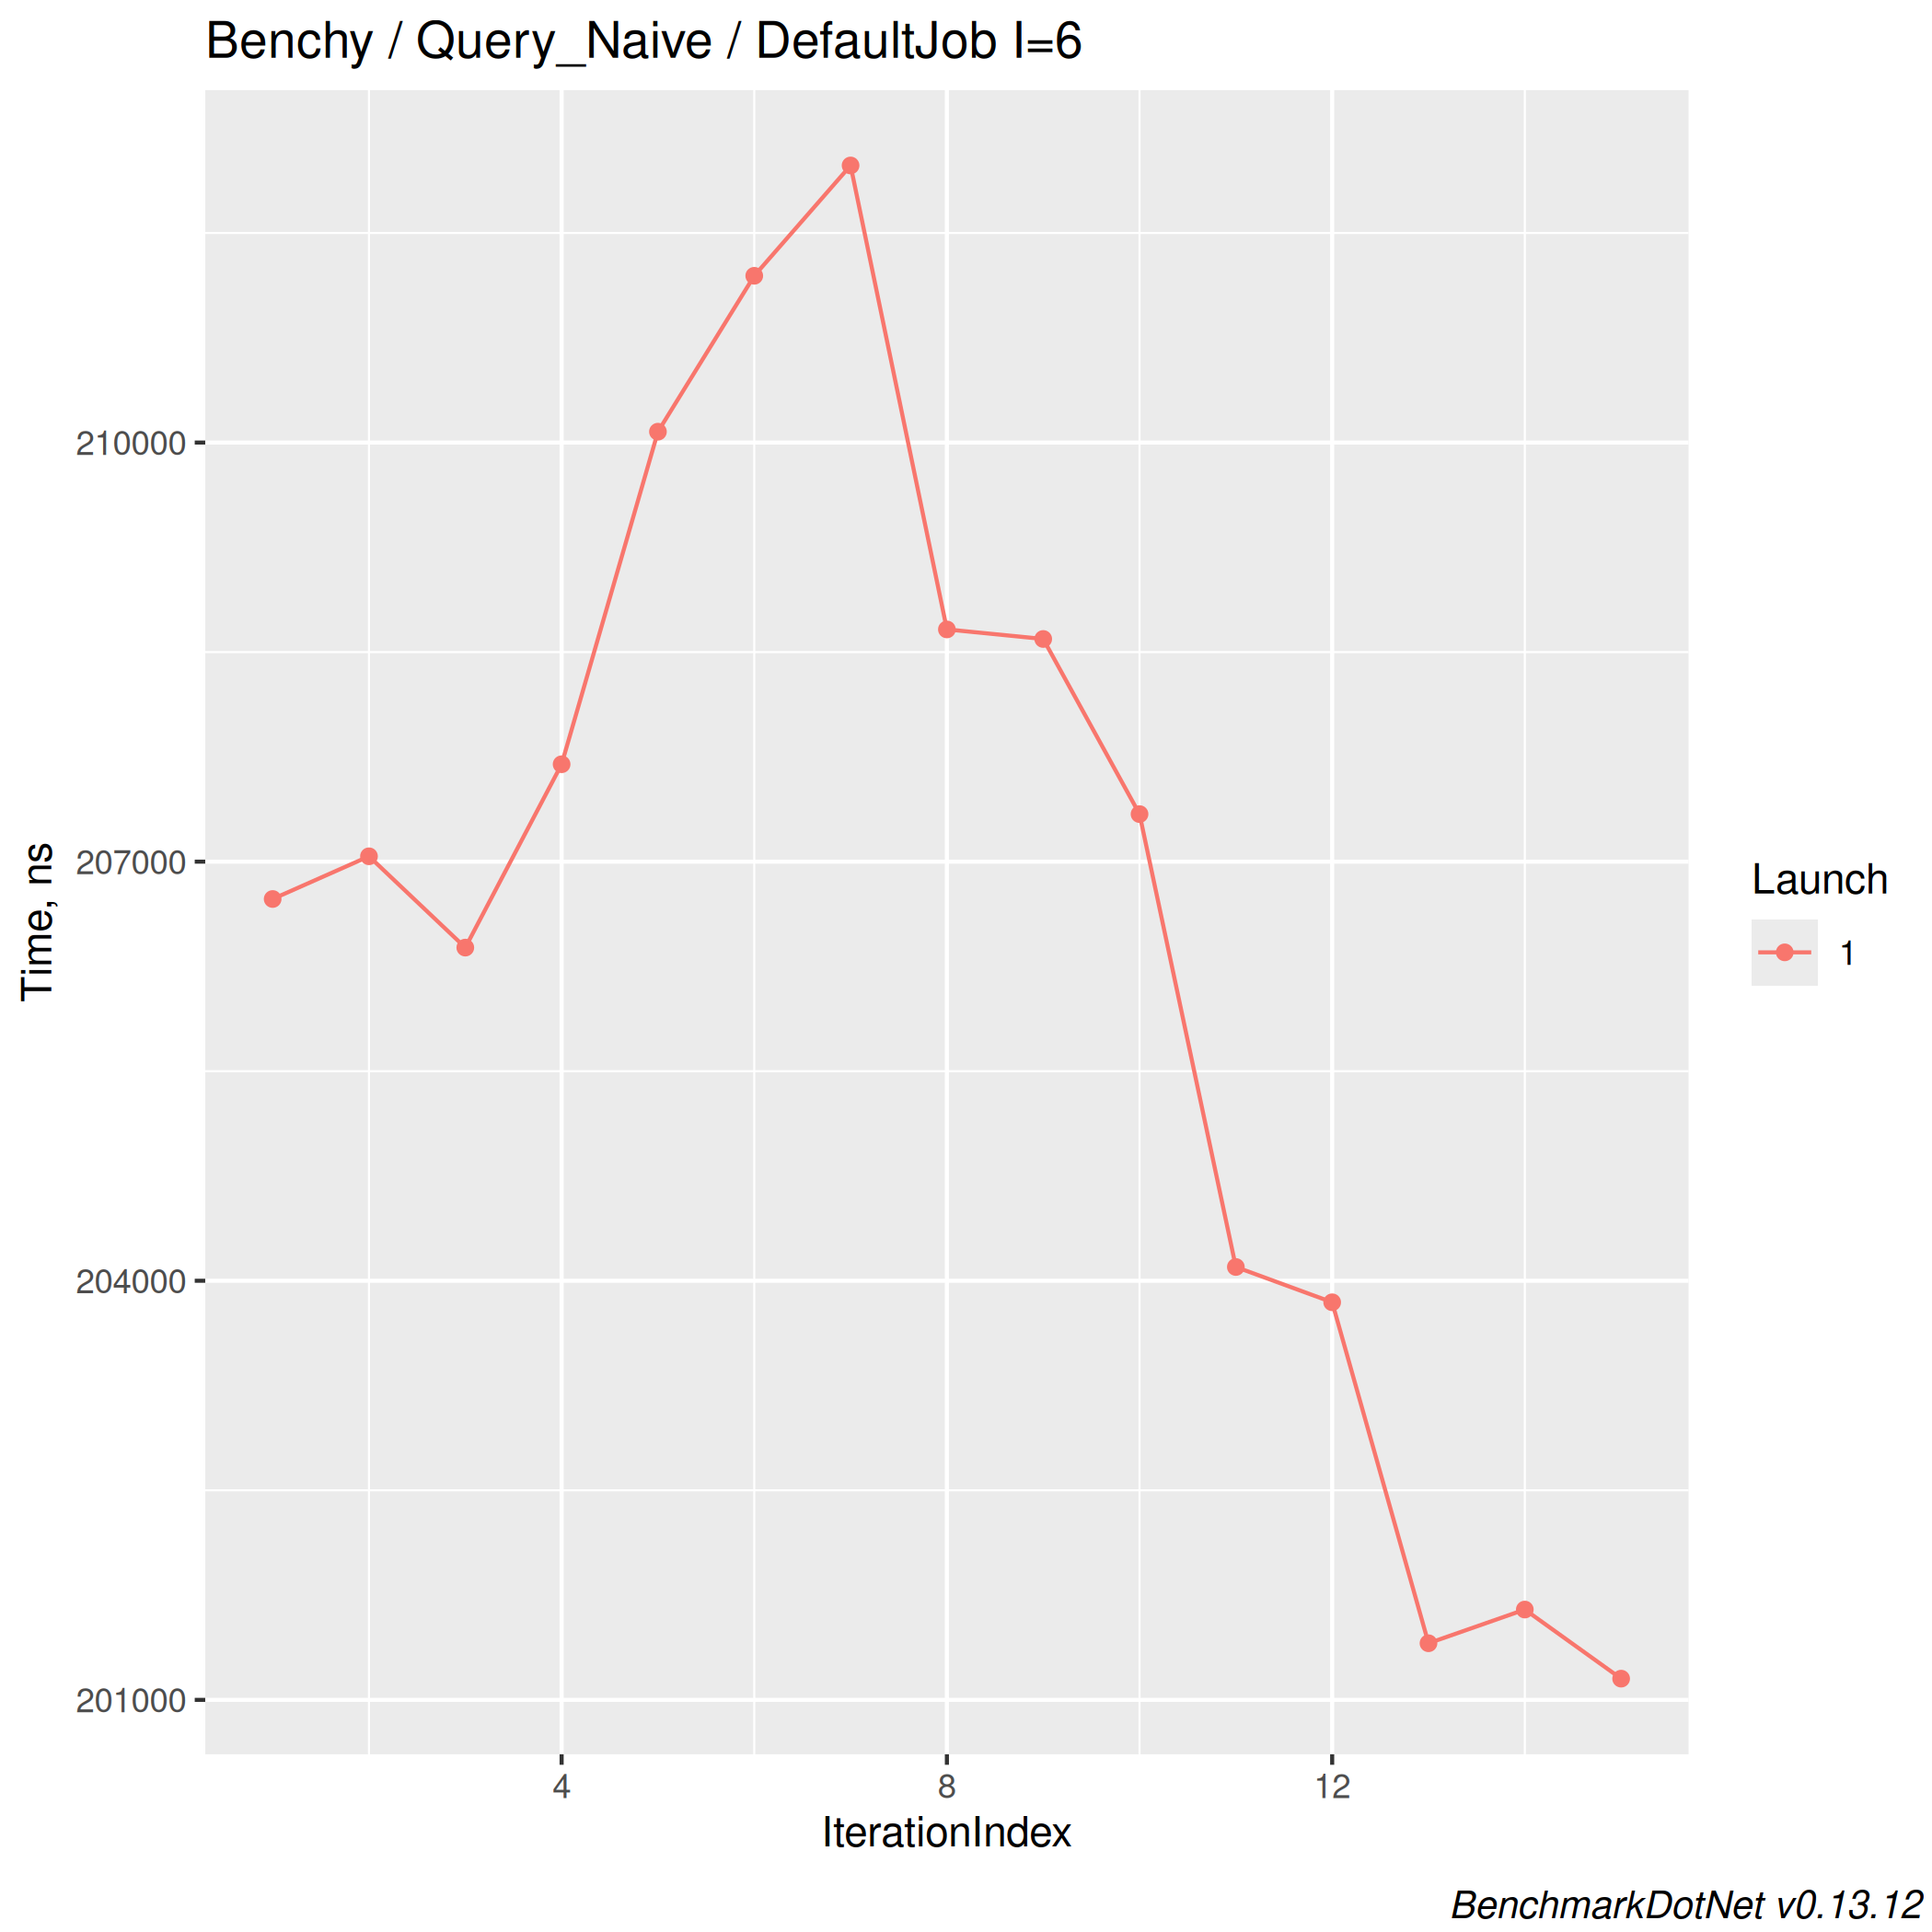 Benchy / Query_Naive / DefaultJob I=6
210000
207000
204000
201000
Time, ns
4 8 12
IterationIndex
Launch
1
BenchmarkDotNet v0.13.12